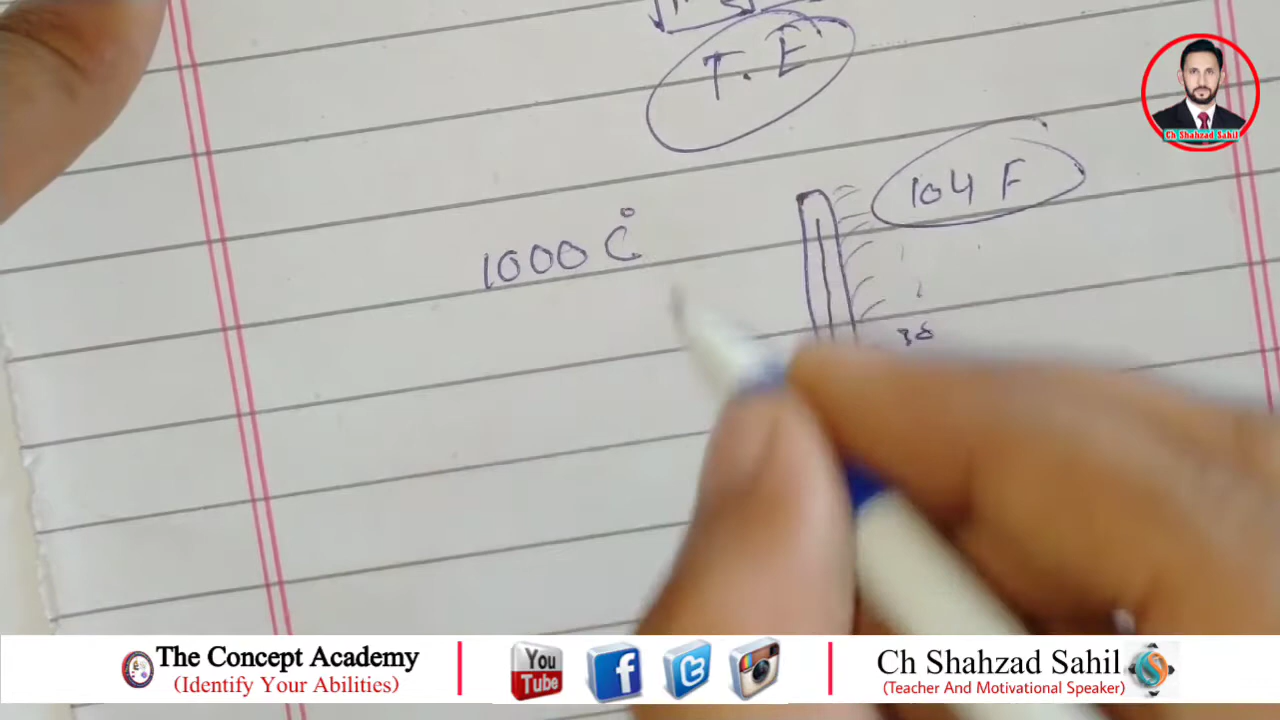 T. E
Ch Shahzad Sahil
104 F
1000 C°
38
The Concept Academy
(Identify Your Abilities)
You
Tube
Ch Shahzad Sahil
(Teacher And Motivational Speaker)